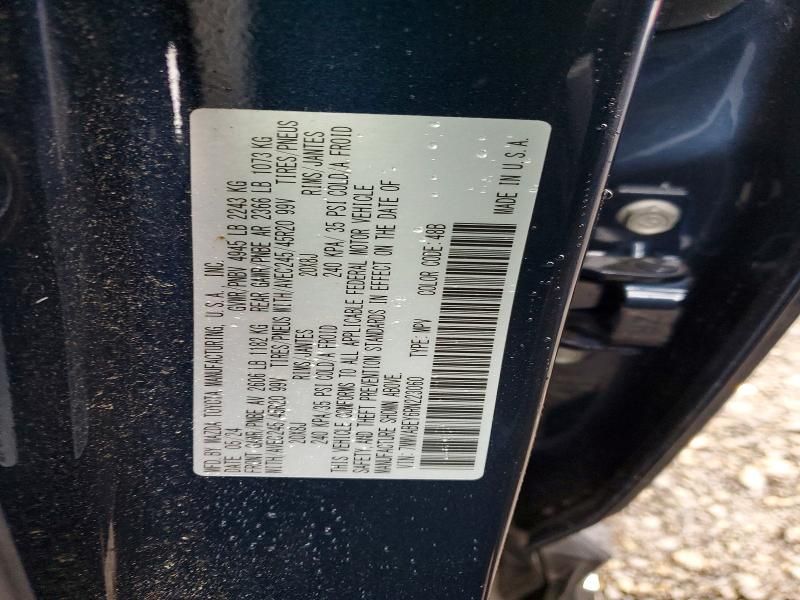 MFD BY MAZDA TOYOTA MANUFACTURING, U.S.A., INC.
DATE: 06/24 GVWR/PNBV 4945 LB 2243 KG
FRONT GAWR/PNBE AV 2606 LB 1182 KG REAR GAWR/PNBE AR 2366 LB 1073 KG
WITH/AVEC245/45R20 99V TIRES/PNEUS WITH/AVEC245/45R20 99V TIRES/PNEUS
20X8J RIMS/JANTES 20X8J RIMS/JANTES
240 KPA/35 PSI COLD/A FROID 240 KPA/35 PSI COLD/A FROID
THIS VEHICLE CONFORMS TO ALL APPLICABLE FEDERAL MOTOR VEHICLE
SAFETY AND THEFT PREVENTION STANDARDS IN EFFECT ON THE DATE OF
MANUFACTURE SHOWN ABOVE.
VIN: TYPE: MPV COLOR CODE: 48B
MADE IN U.S.A.